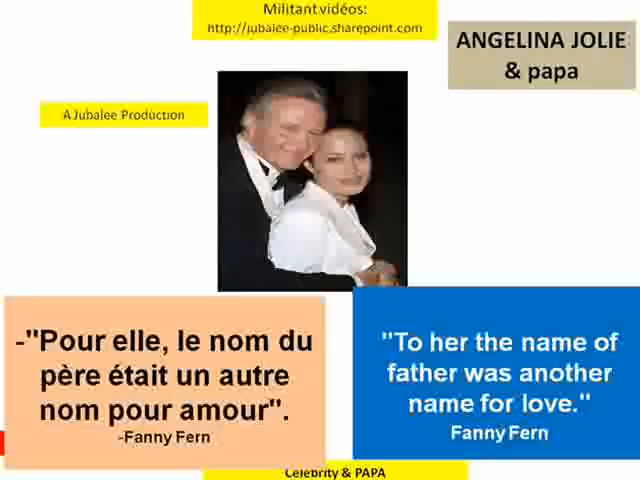 Militant vidéos:
http://jubalee-public.sharepoint.com
ANGELINA JOLIE
& papa
A Jubalee Production
-"Pour elle, le nom du
père était un autre
nom pour amour".
-Fanny Fern
"To her the name of
father was another
name for love."
Fanny Fern
Celebrity & PAPA